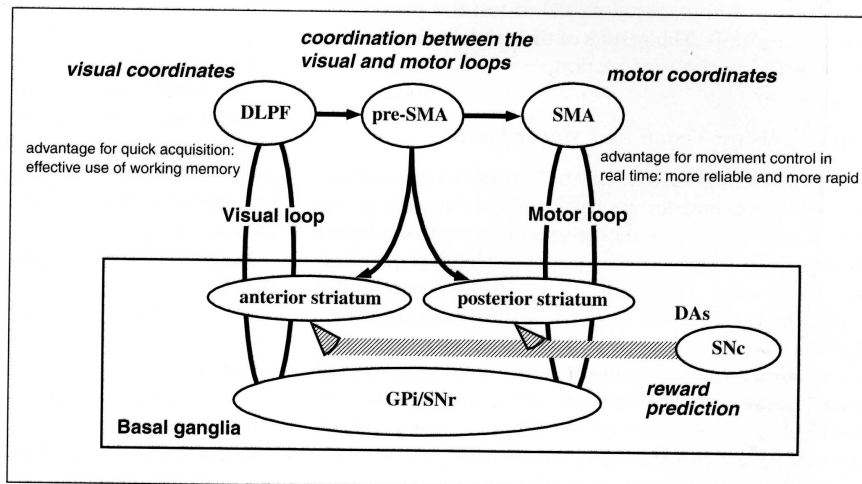 coordination between the
visual and motor loops
visual coordinates
motor coordinates
DLPF
pre-SMA
SMA
advantage for quick acquisition:
effective use of working memory
advantage for movement control in
real time: more reliable and more rapid
Visual loop
Motor loop
anterior striatum
posterior striatum
DAs
SNc
GPi/SNr
reward
prediction
Basal ganglia